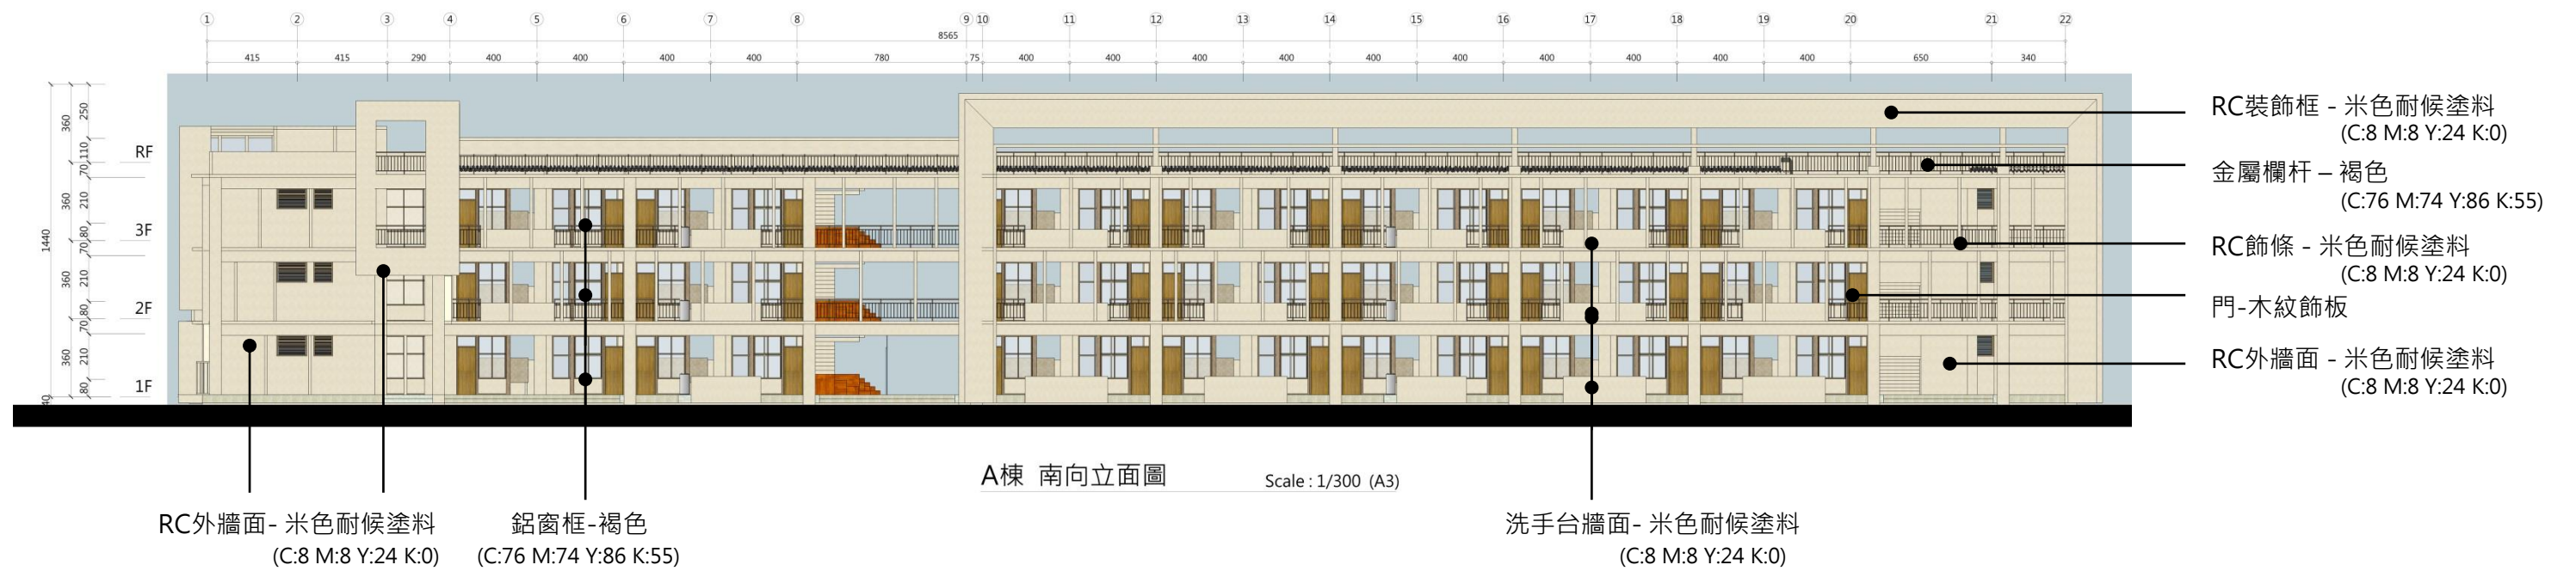 1 2 3 4 5 6 7 8 9 10 11 12 13 14 15 16 17 18 19 20 21 22
8565
415 415 290 400 400 400 400 780 75 400 400 400 400 400 400 400 400 400 400 650 340
1440
360 360 360 360
250 110 70 210 80 70 210 80 70 210 80 40
RF
3F
2F
1F
RC裝飾框 - 米色耐候塗料
(C:8 M:8 Y:24 K:0)
金屬欄杆 – 褐色
(C:76 M:74 Y:86 K:55)
RC飾條 - 米色耐候塗料
(C:8 M:8 Y:24 K:0)
門-木紋飾板
RC外牆面 - 米色耐候塗料
(C:8 M:8 Y:24 K:0)
A棟 南向立面圖 Scale : 1/300 (A3)
RC外牆面- 米色耐候塗料
(C:8 M:8 Y:24 K:0)
鋁窗框-褐色
(C:76 M:74 Y:86 K:55)
洗手台牆面- 米色耐候塗料
(C:8 M:8 Y:24 K:0)